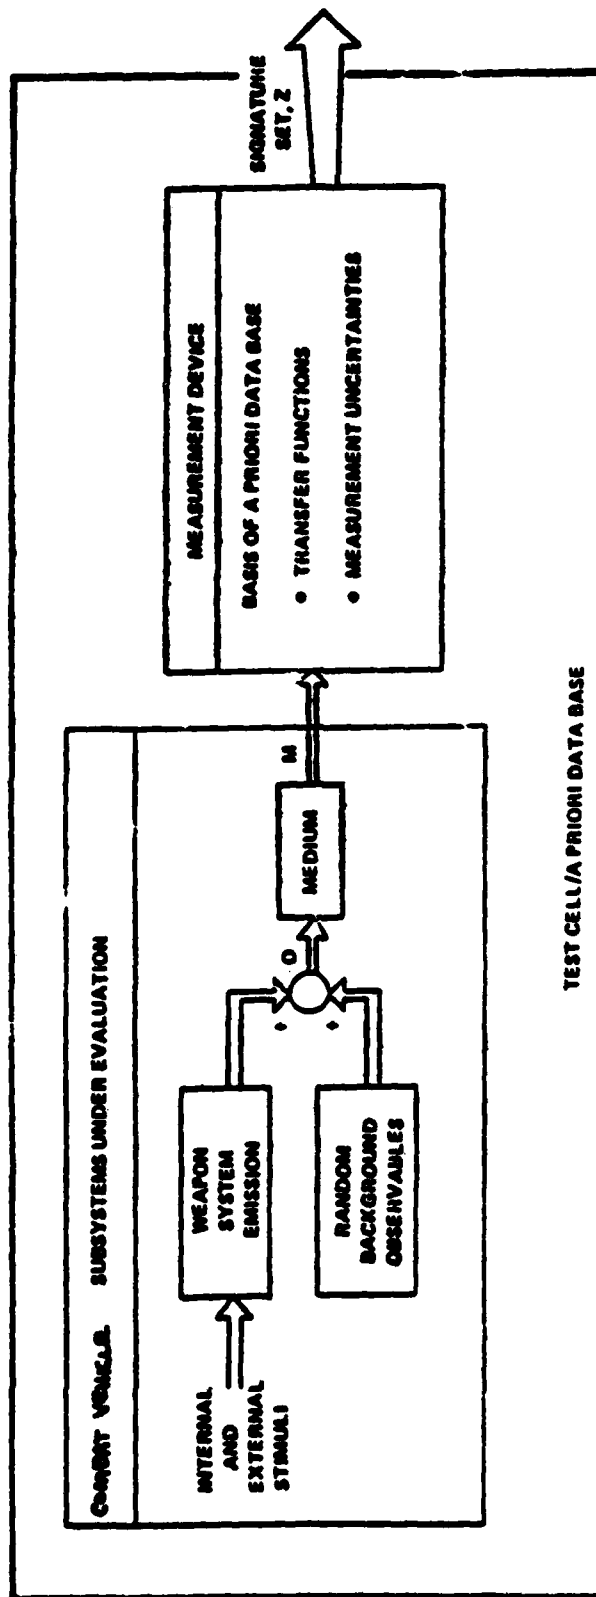 COMBAT VEHICLE SUBSYSTEMS UNDER EVALUATION
INTERNAL
AND
EXTERNAL
STIMULI
WEAPON
SYSTEM
EMISSION
RANDOM
BACKGROUND
OBSERVABLES
+
+
O
MEDIUM
M
MEASUREMENT DEVICE
BASIS OF A PRIORI DATA BASE
• TRANSFER FUNCTIONS
• MEASUREMENT UNCERTAINTIES
SIGNATURE
SET, Z
TEST CELL/A PRIORI DATA BASE